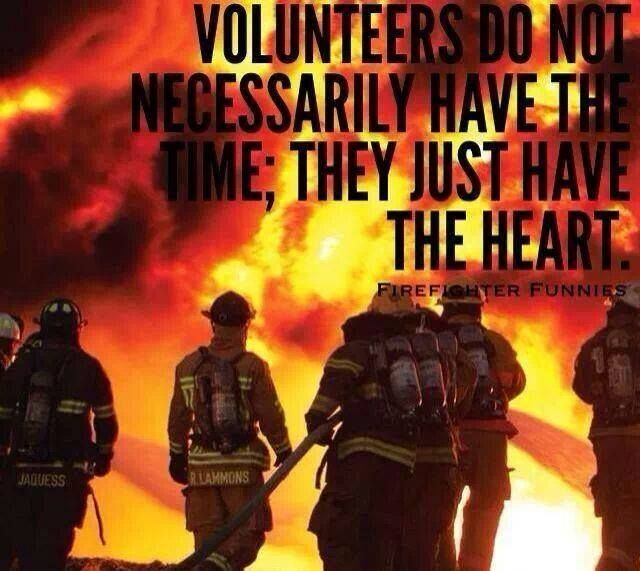 VOLUNTEERS DO NOT
NECESSARILY HAVE THE
TIME; THEY JUST HAVE
THE HEART.
FIREFIGHTER FUNNIES
JAQUESS
R.LAMMONS